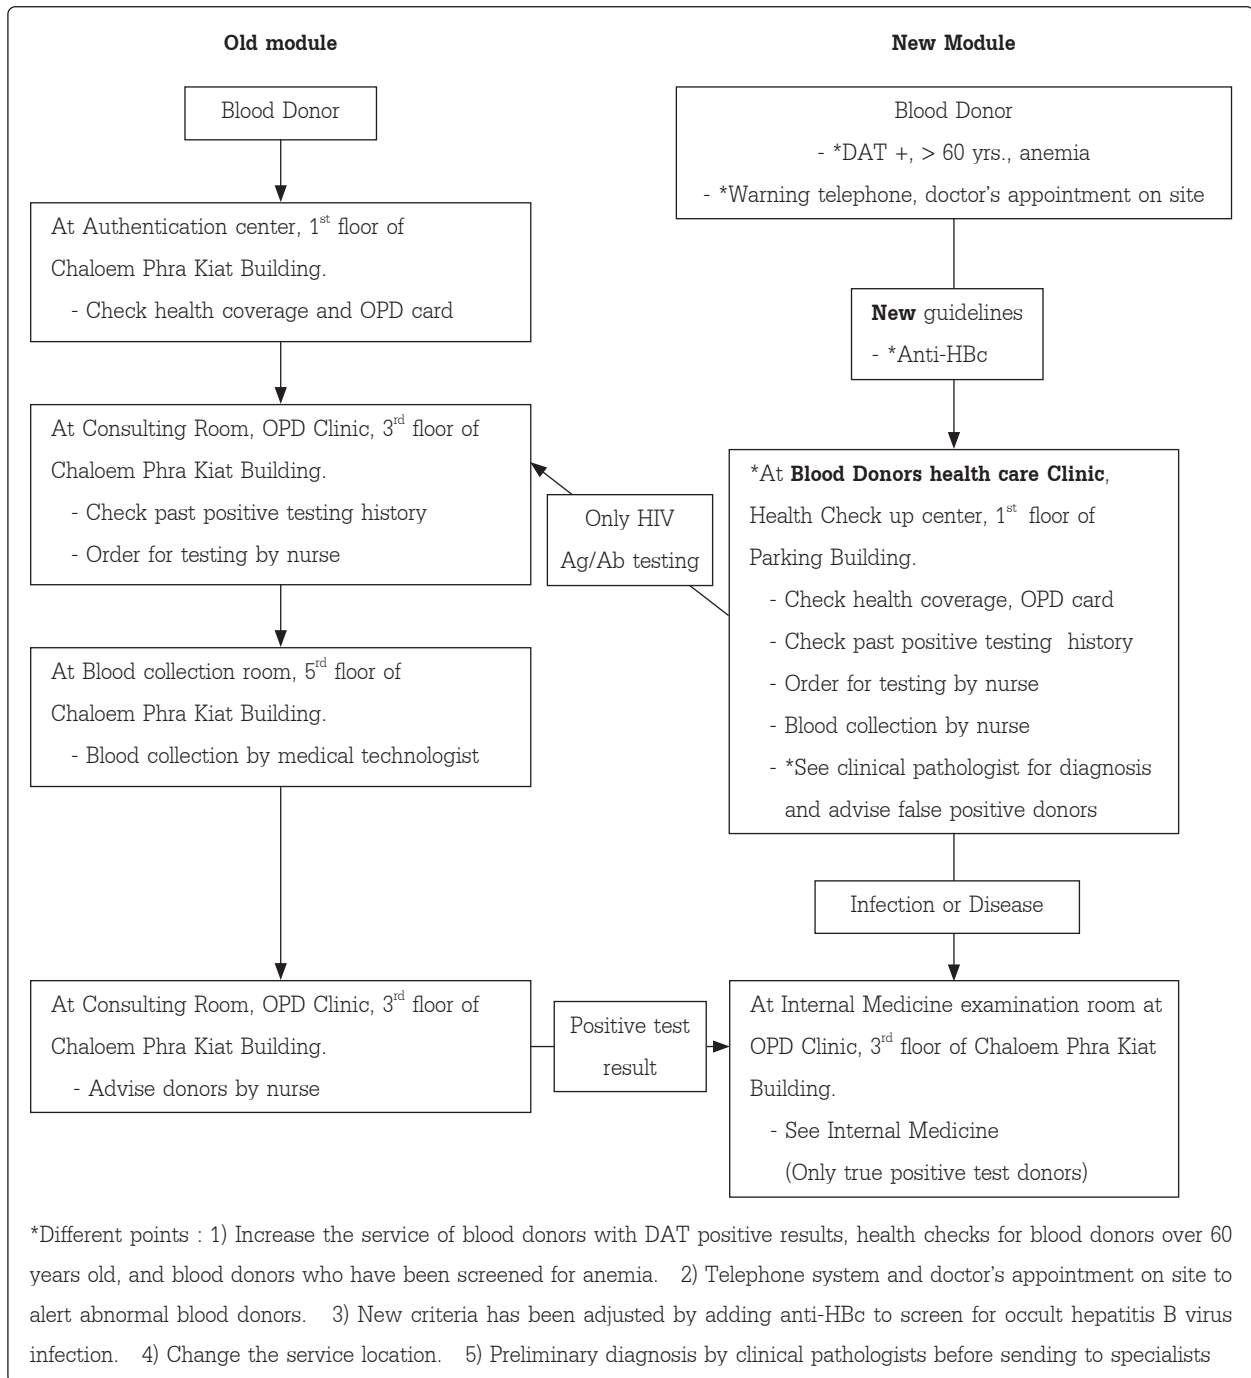 Old module
Blood Donor
At Authentication center, 1st floor of
Chaloem Phra Kiat Building.
- Check health coverage and OPD card
At Consulting Room, OPD Clinic, 3rd floor of
Chaloem Phra Kiat Building.
- Check past positive testing history
- Order for testing by nurse
At Blood collection room, 5rd floor of
Chaloem Phra Kiat Building.
- Blood collection by medical technologist
At Consulting Room, OPD Clinic, 3rd floor of
Chaloem Phra Kiat Building.
- Advise donors by nurse
Only HIV
Ag/Ab testing
Positive test
result
New Module
Blood Donor
- *DAT +, > 60 yrs., anemia
- *Warning telephone, doctor's appointment on site
New guidelines
- *Anti-HBc
*At Blood Donors health care Clinic,
Health Check up center, 1st floor of
Parking Building.
- Check health coverage, OPD card
- Check past positive testing history
- Order for testing by nurse
- Blood collection by nurse
- *See clinical pathologist for diagnosis
and advise false positive donors
Infection or Disease
At Internal Medicine examination room at
OPD Clinic, 3rd floor of Chaloem Phra Kiat
Building.
- See Internal Medicine
(Only true positive test donors)
*Different points : 1) Increase the service of blood donors with DAT positive results, health checks for blood donors over 60
years old, and blood donors who have been screened for anemia. 2) Telephone system and doctor's appointment on site to
alert abnormal blood donors. 3) New criteria has been adjusted by adding anti-HBc to screen for occult hepatitis B virus
infection. 4) Change the service location. 5) Preliminary diagnosis by clinical pathologists before sending to specialists